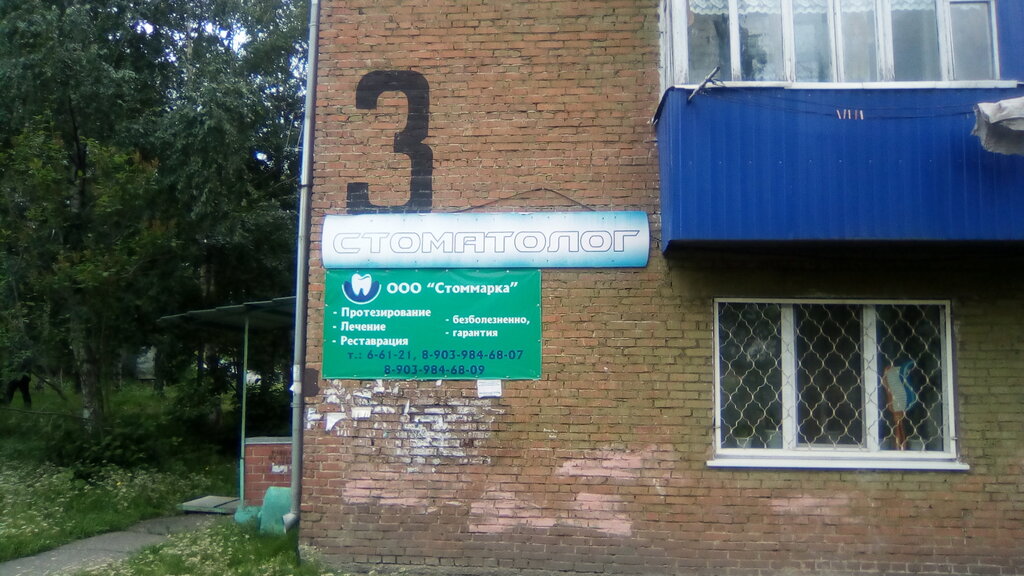 3
СТОМАТОЛОГ
ООО "Стоммарка"
- Протезирование
- Лечение
- Реставрация
- безболезненно,
- гарантия
т.: 6-61-21, 8-903-984-68-07
8-903-984-68-09